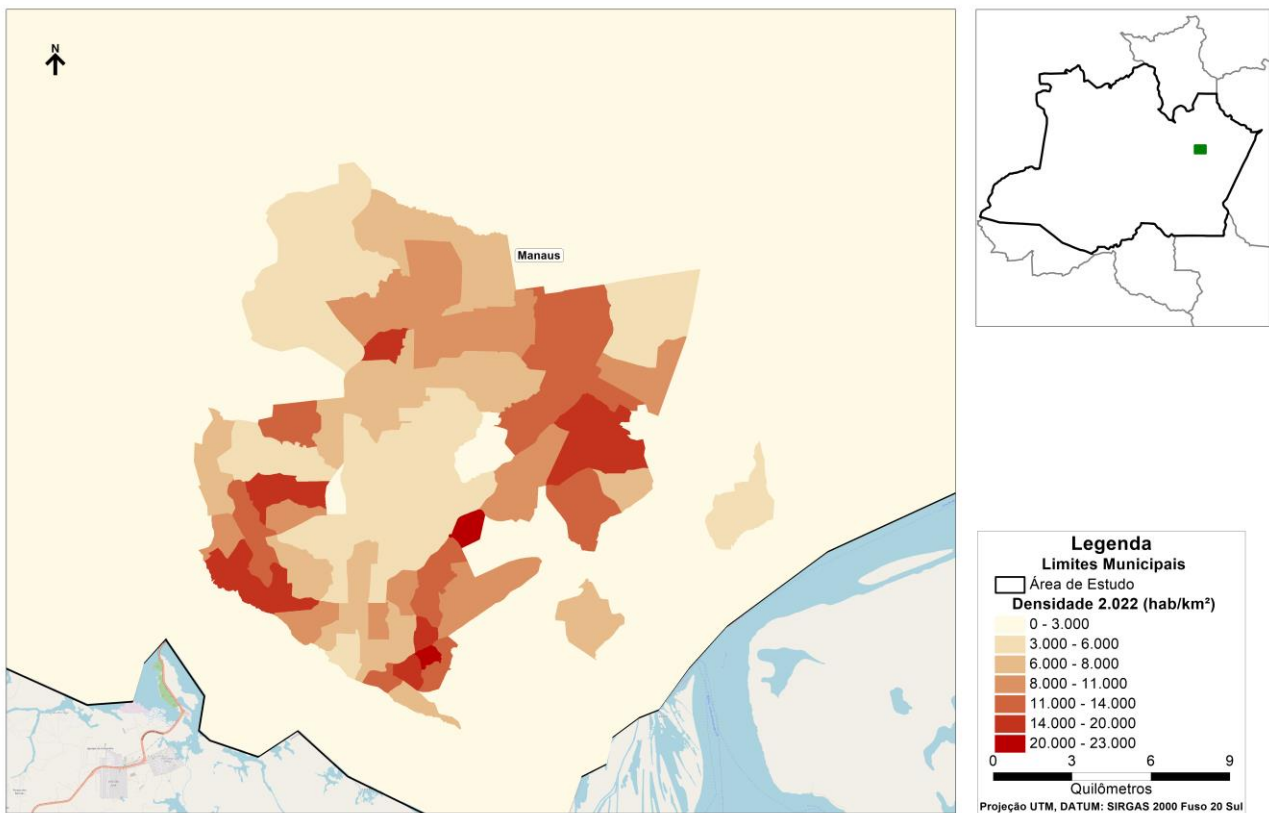 N
Manaus
Legenda
Limites Municipais
Área de Estudo
Densidade 2.022 (hab/km²)
0 - 3.000
3.000 - 6.000
6.000 - 8.000
8.000 - 11.000
11.000 - 14.000
14.000 - 20.000
20.000 - 23.000
0 3 6 9
Quilômetros
Projeção UTM, DATUM: SIRGAS 2000 Fuso 20 Sul